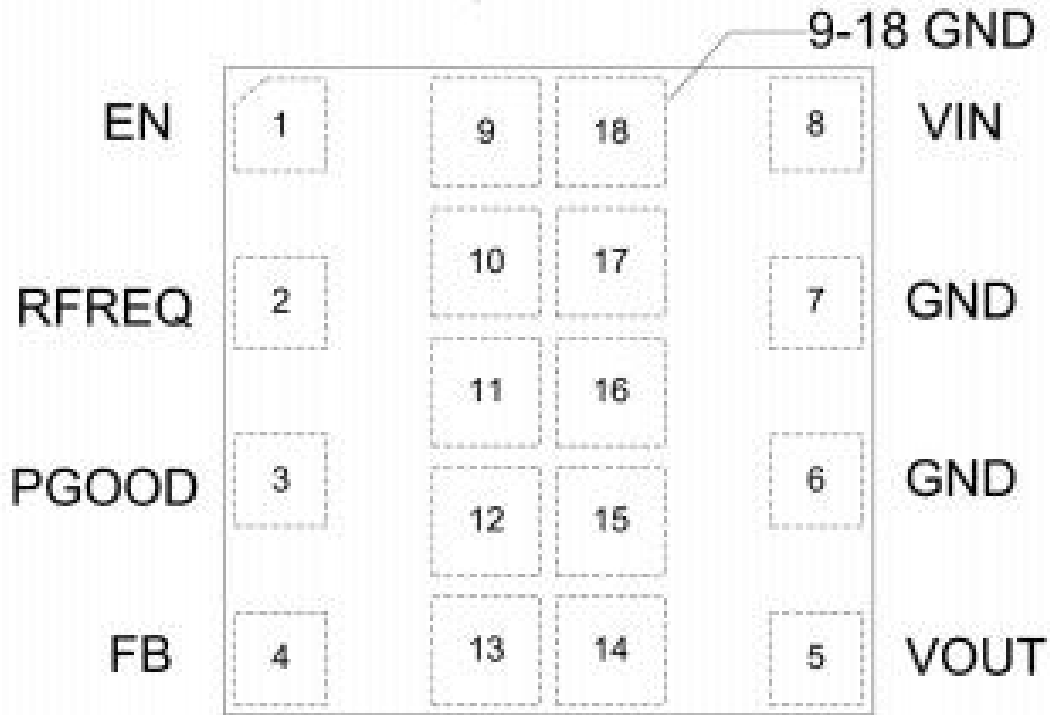 9-18 GND
EN 1 9 18 8 VIN
RFREQ 2 10 17 7 GND
11 16
PGOOD 3 12 15 6 GND
FB 4 13 14 5 VOUT